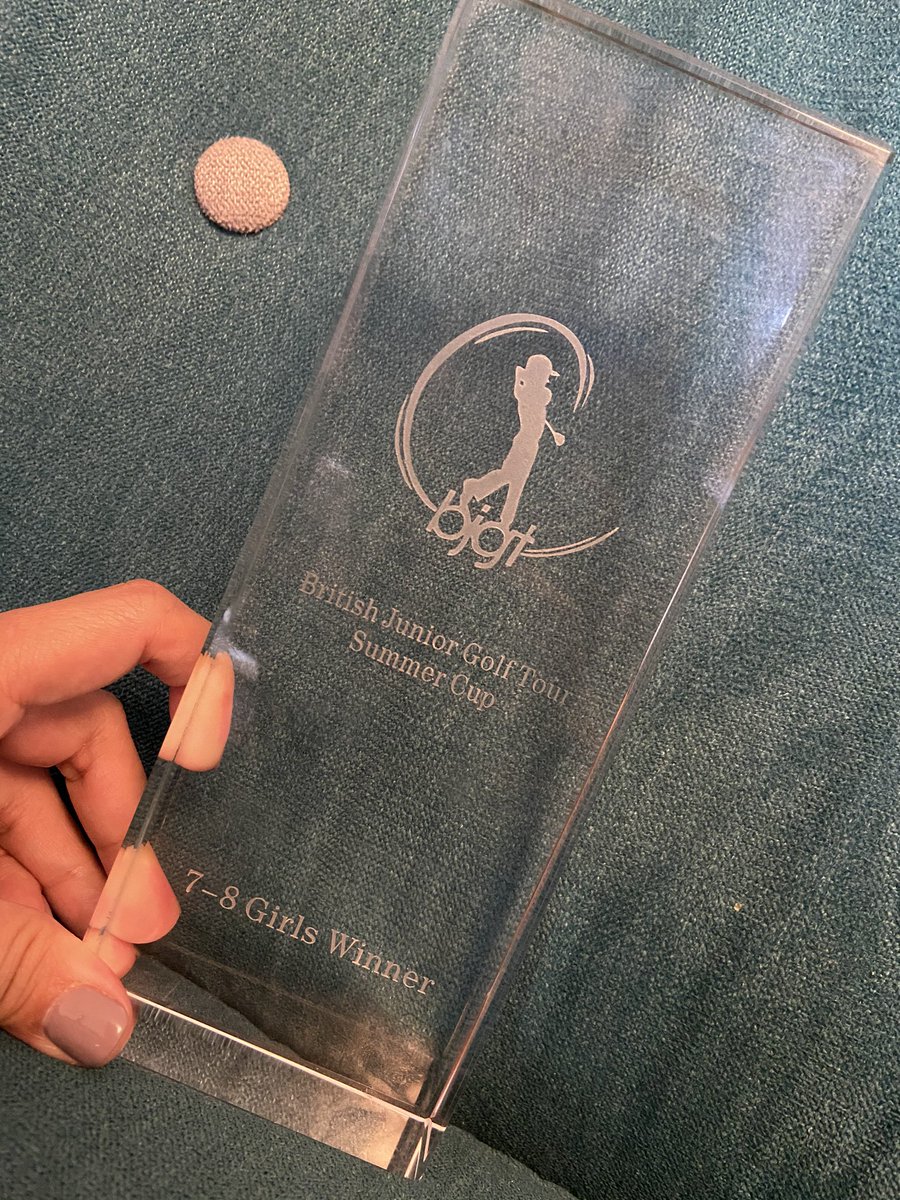 bjgt
British Junior Golf Tour
Summer Cup
7–8 Girls Winner